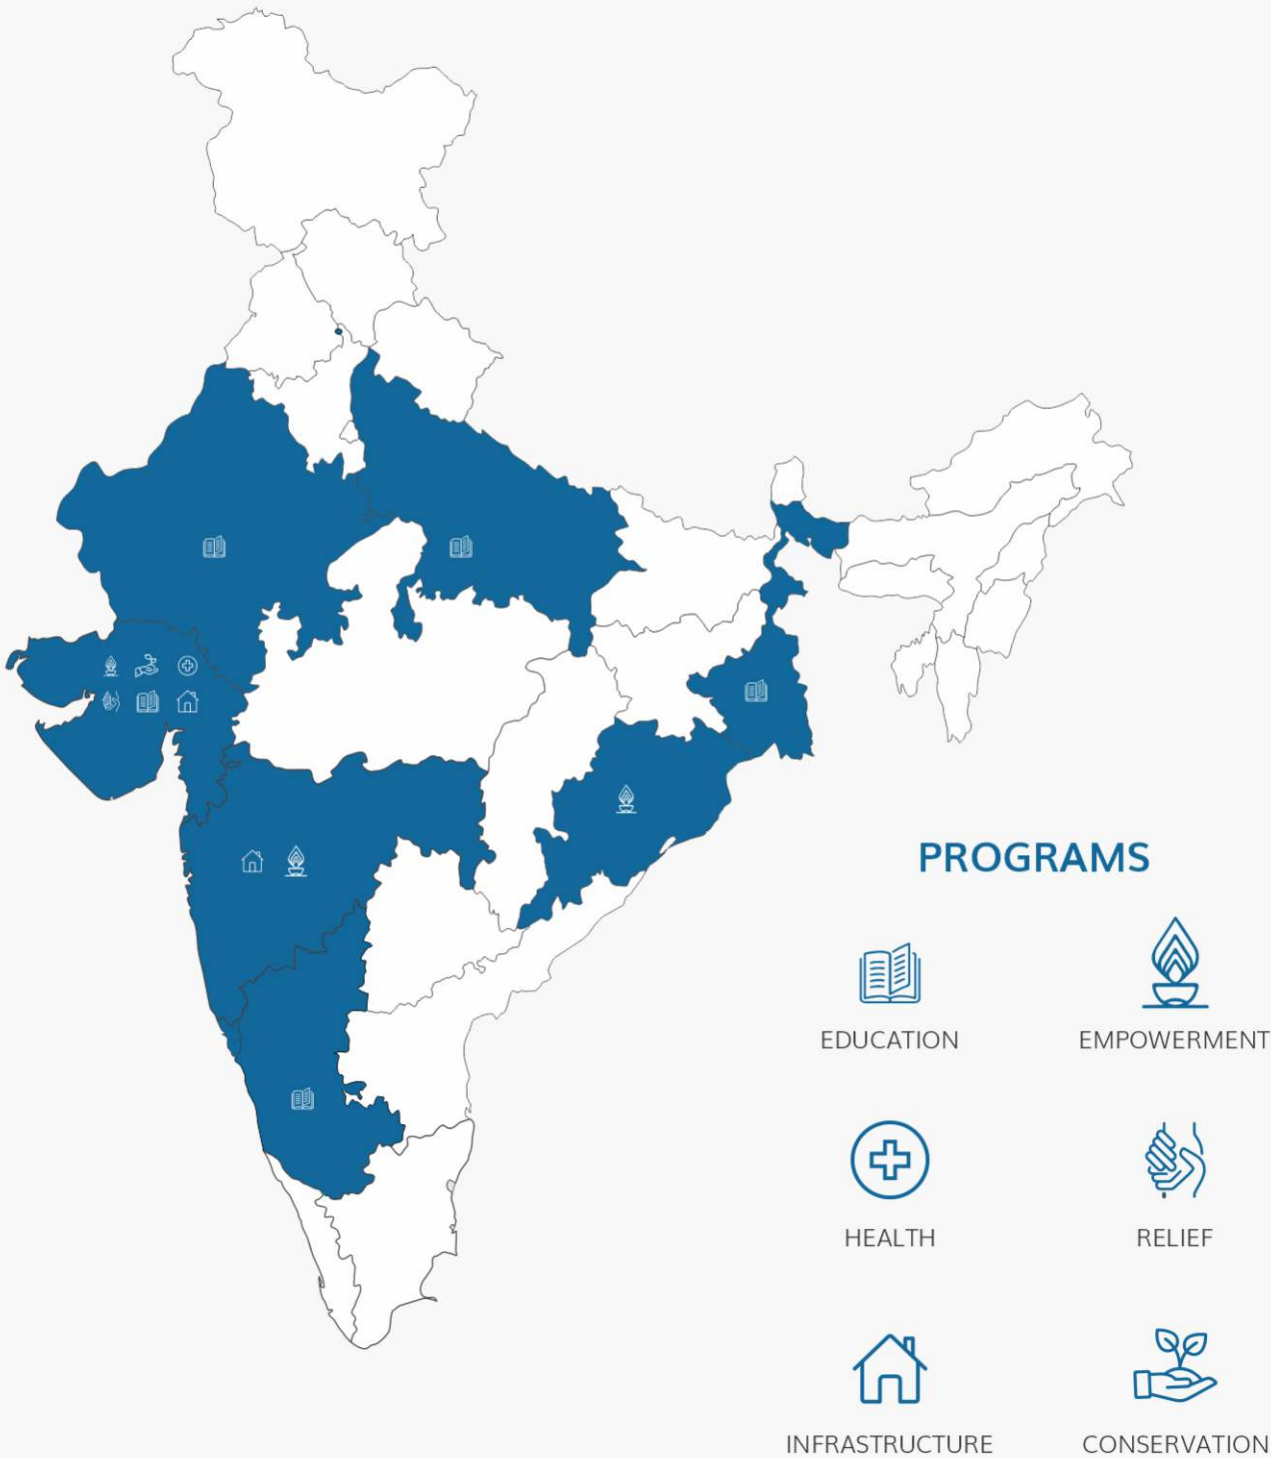 PROGRAMS
EDUCATION
EMPOWERMENT
HEALTH
RELIEF
INFRASTRUCTURE
CONSERVATION